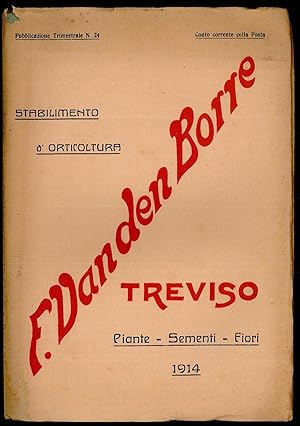 Pubblicazione Trimestrale N. 24
Conto corrente colla Posta
STABILIMENTO
d' ORTICOLTURA
F. Van den Borre
TREVISO
Piante - Sementi - Fiori
1914